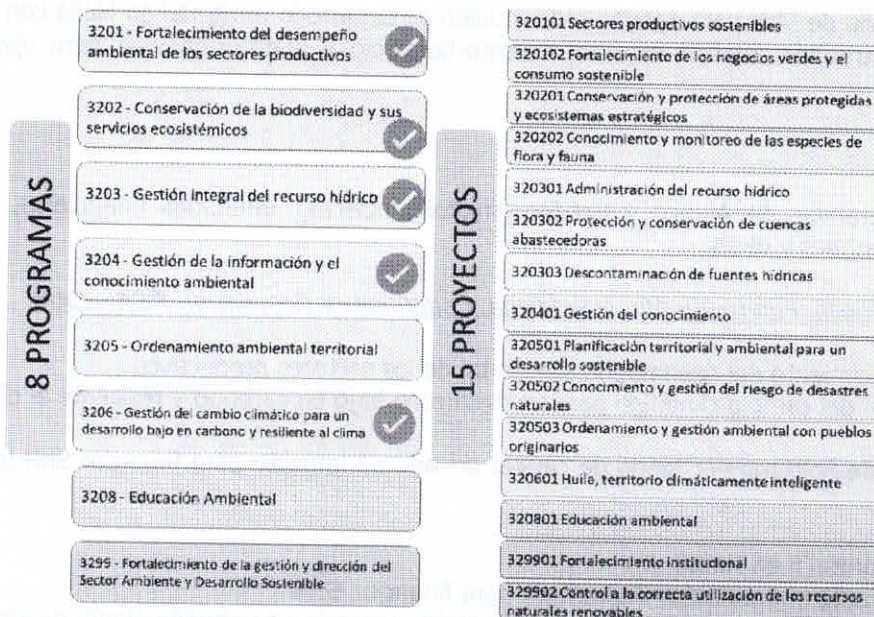 8 PROGRAMAS
3201 - Fortalecimiento del desempeño
ambiental de los sectores productivos
3202 - Conservación de la biodiversidad y sus
servicios ecosistémicos
3203 - Gestión integral del recurso hídrico
3204 - Gestión de la información y el
conocimiento ambiental
3205 - Ordenamiento ambiental territorial
3206 - Gestión del cambio climático para un
desarrollo bajo en carbono y resiliente al clima
3208 - Educación Ambiental
3299 - Fortalecimiento de la gestión y dirección del
Sector Ambiente y Desarrollo Sostenible
15 PROYECTOS
320101 Sectores productivos sostenibles
320102 Fortalecimiento de los negocios verdes y el
consumo sostenible
320201 Conservación y protección de áreas protegidas
y ecosistemas estratégicos
320202 Conocimiento y monitoreo de las especies de
flora y fauna
320301 Administración del recurso hídrico
320302 Protección y conservación de cuencas
abastecedoras
320303 Descontaminación de fuentes hídricas
320401 Gestión del conocimiento
320501 Planificación territorial y ambiental para un
desarrollo sostenible
320502 Conocimiento y gestión del riesgo de desastres
naturales
320503 Ordenamiento y gestión ambiental con pueblos
originarios
320601 Huila, territorio climáticamente inteligente
320801 Educación ambiental
329901 Fortalecimiento institucional
329902 Control a la correcta utilización de los recursos
naturales renovables